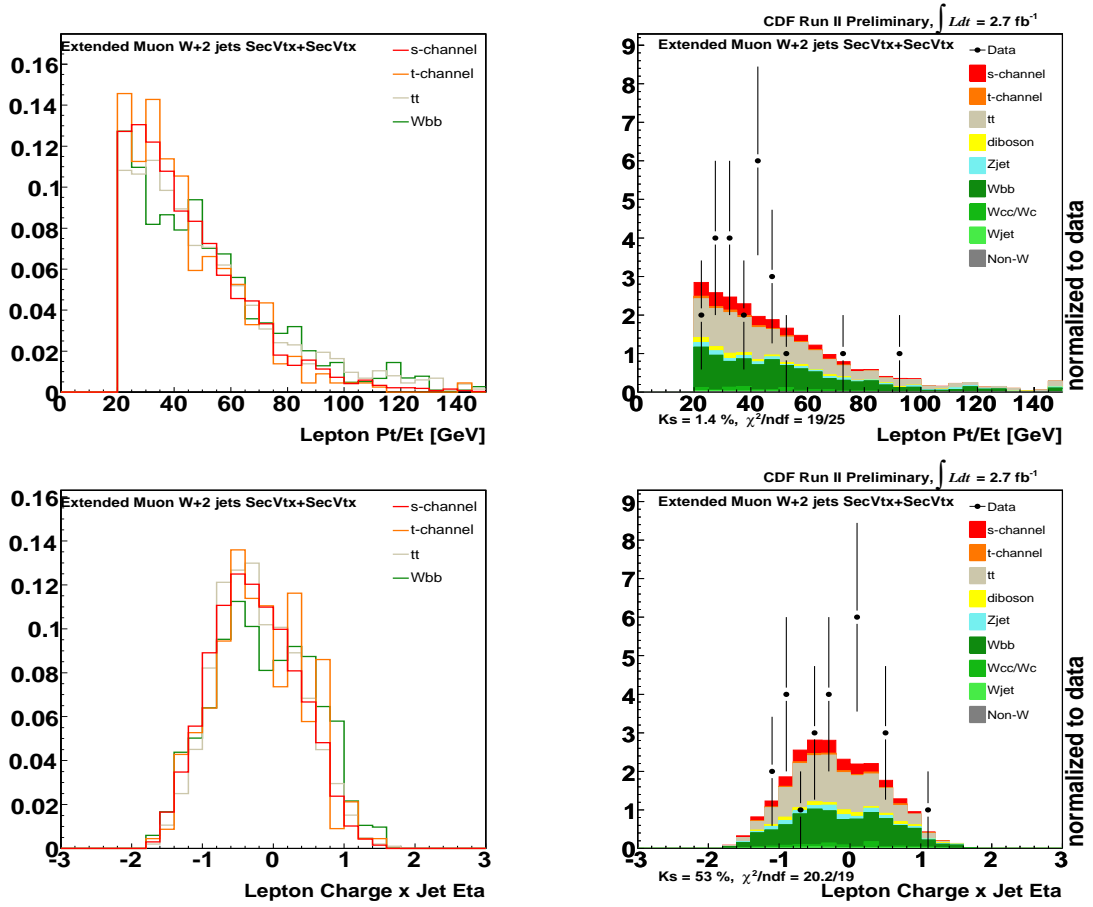 Extended Muon W+2 jets SecVtx+SecVtx
s-channel
t-channel
tt
Wbb
0.16
0.14
0.12
0.1
0.08
0.06
0.04
0.02
0
0 20 40 60 80 100 120 140
Lepton Pt/Et [GeV]
CDF Run II Preliminary, ∫ Ldt = 2.7 fb⁻¹
Extended Muon W+2 jets SecVtx+SecVtx
Data
s-channel
t-channel
tt
diboson
Zjet
Wbb
Wcc/Wc
Wjet
Non-W
9
8
7
6
5
4
3
2
1
0
0 20 40 60 80 100 120 140
Ks = 1.4 %, χ²/ndf = 19/25
Lepton Pt/Et [GeV]
normalized to data
Extended Muon W+2 jets SecVtx+SecVtx
s-channel
t-channel
tt
Wbb
0.16
0.14
0.12
0.1
0.08
0.06
0.04
0.02
0
-3 -2 -1 0 1 2 3
Lepton Charge x Jet Eta
CDF Run II Preliminary, ∫ Ldt = 2.7 fb⁻¹
Extended Muon W+2 jets SecVtx+SecVtx
Data
s-channel
t-channel
tt
diboson
Zjet
Wbb
Wcc/Wc
Wjet
Non-W
9
8
7
6
5
4
3
2
1
0
-3 -2 -1 0 1 2 3
Ks = 53 %, χ²/ndf = 20.2/19
Lepton Charge x Jet Eta
normalized to data